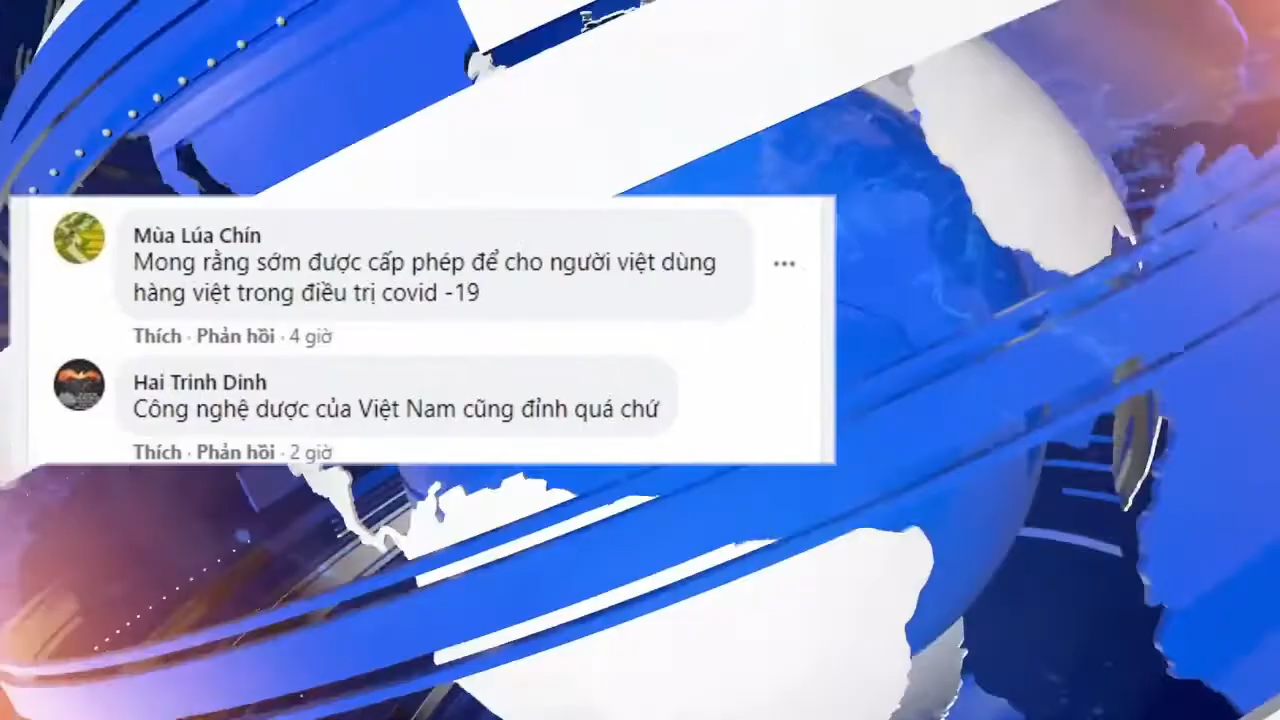 Mùa Lúa Chín
Mong rằng sớm được cấp phép để cho người việt dùng
hàng việt trong điều trị covid -19
Thích · Phản hồi · 4 giờ
Hai Trinh Dinh
Công nghệ dược của Việt Nam cũng đỉnh quá chứ
Thích · Phản hồi · 2 giờ